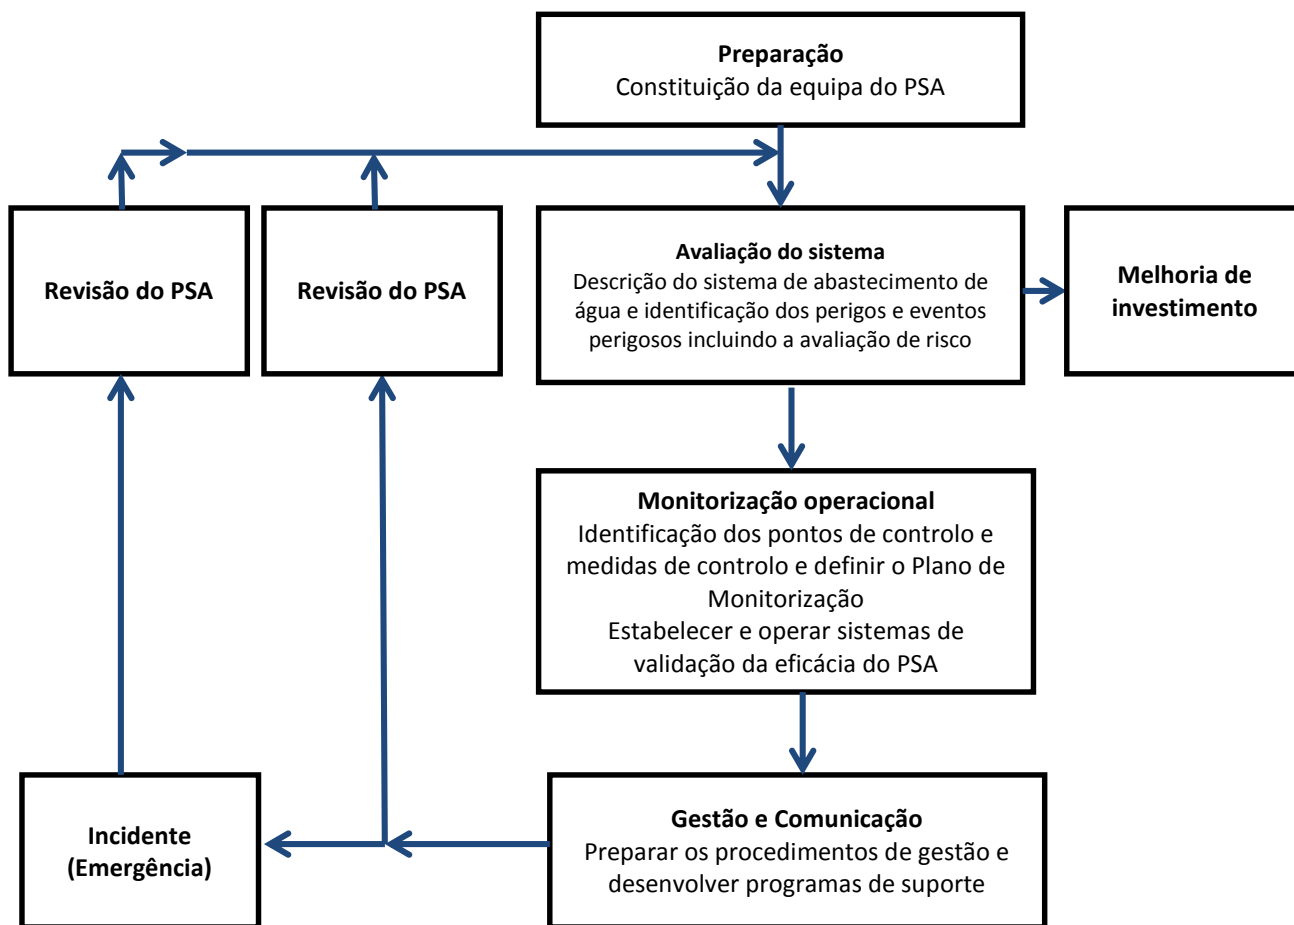 Preparação
Constituição da equipa do PSA
Revisão do PSA
Revisão do PSA
Avaliação do sistema
Descrição do sistema de abastecimento de
água e identificação dos perigos e eventos
perigosos incluindo a avaliação de risco
Melhoria de
investimento
Monitorização operacional
Identificação dos pontos de controlo e
medidas de controlo e definir o Plano de
Monitorização
Estabelecer e operar sistemas de
validação da eficácia do PSA
Incidente
(Emergência)
Gestão e Comunicação
Preparar os procedimentos de gestão e
desenvolver programas de suporte